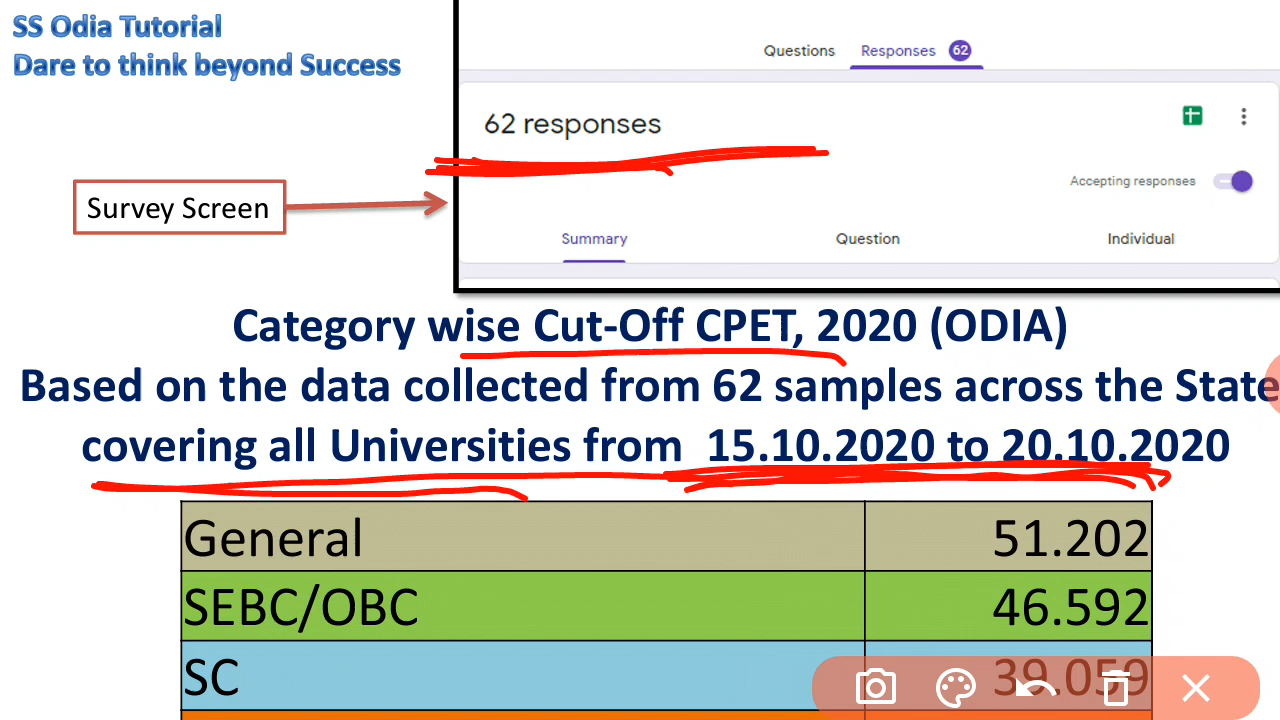 SS Odia Tutorial
Dare to think beyond Success
Questions Responses 62
62 responses
Accepting responses
Survey Screen
Summary Question Individual
Category wise Cut-Off CPET, 2020 (ODIA)
Based on the data collected from 62 samples across the State
covering all Universities from 15.10.2020 to 20.10.2020
General 51.202
SEBC/OBC 46.592
SC 39.059